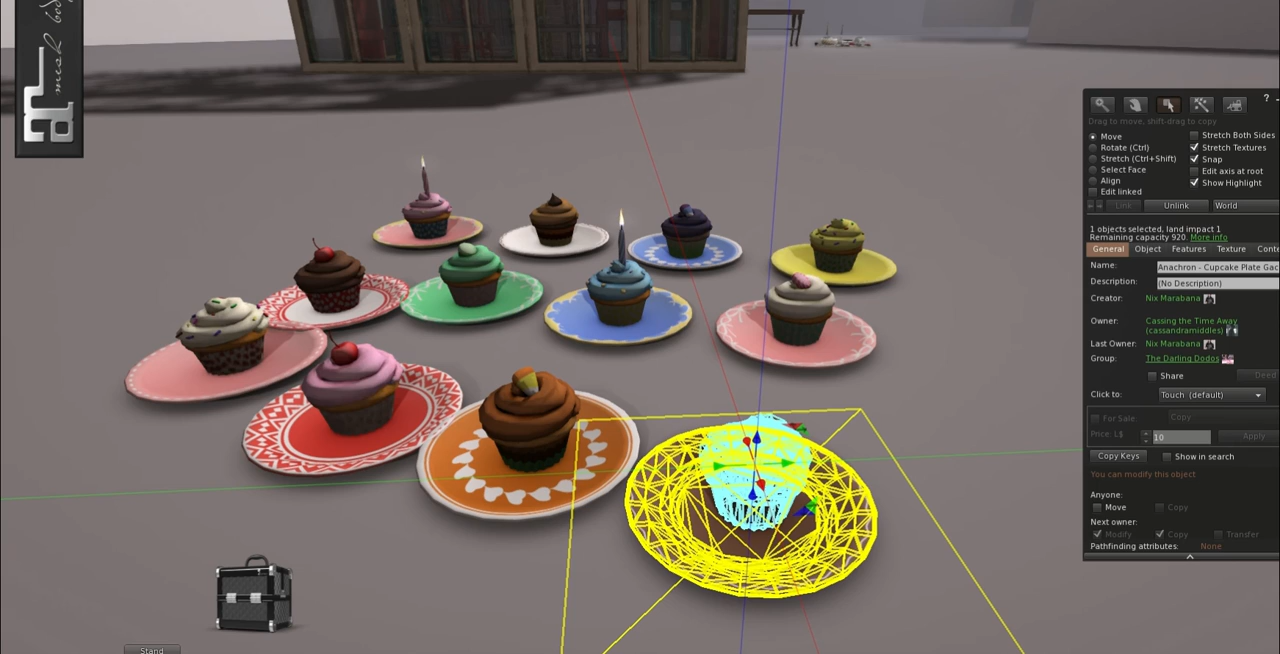 mesh body
?
Drag to move, shift-drag to copy
Move
Rotate (Ctrl)
Stretch (Ctrl+Shift)
Select Face
Align
Edit linked
Stretch Both Sides
Stretch Textures
Snap
Edit axis at root
Show Highlight
Link
Unlink
World
1 objects selected, land impact 1
Remaining capacity 920. More info
General Object Features Texture Conte
Name: Anachron - Cupcake Plate Gac
Description: (No Description)
Creator: Nix Marabana
Owner: Cassing the Time Away
(cassandramiddles)
Last Owner: Nix Marabana
Group: The Darling Dodos
Share
Deed
Click to: Touch (default)
For Sale: Copy
Price: L$ 10 Apply
Copy Keys Show in search
You can modify this object
Anyone:
Move Copy
Next owner:
Modify Copy Transfer
Pathfinding attributes: None
Stand